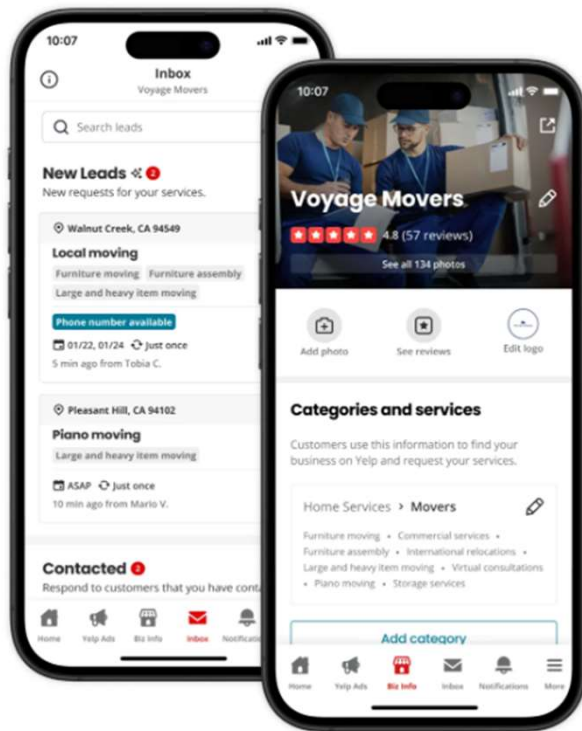 10:07
Inbox
Voyage Movers
Search leads
New Leads 2
New requests for your services.
Walnut Creek, CA 94549
Local moving
Furniture moving Furniture assembly
Large and heavy item moving
Phone number available
01/22, 01/24 Just once
5 min ago from Tobia C.
Pleasant Hill, CA 94102
Piano moving
Large and heavy item moving
ASAP Just once
10 min ago from Mario V.
Contacted 2
Respond to customers that you have cont
Home Yelp Ads Biz Info Inbox Notificatio
10:07
Voyage Movers
4.8 (57 reviews)
See all 134 photos
Add photo See reviews Edit logo
Categories and services
Customers use this information to find your
business on Yelp and request your services.
Home Services > Movers
Furniture moving • Commercial services •
Furniture assembly • International relocations •
Large and heavy item moving • Virtual consultations
• Piano moving • Storage services
Add category
Home Yelp Ads Biz Info Inbox Notifications More